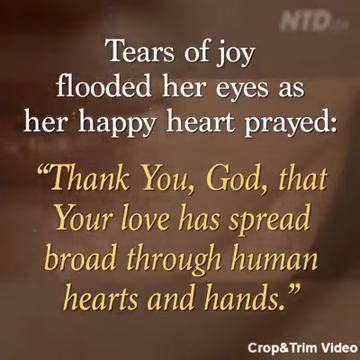 NTD
Tears of joy
flooded her eyes as
her happy heart prayed:
“Thank You, God, that
Your love has spread
broad through human
hearts and hands.”
Crop&Trim Video